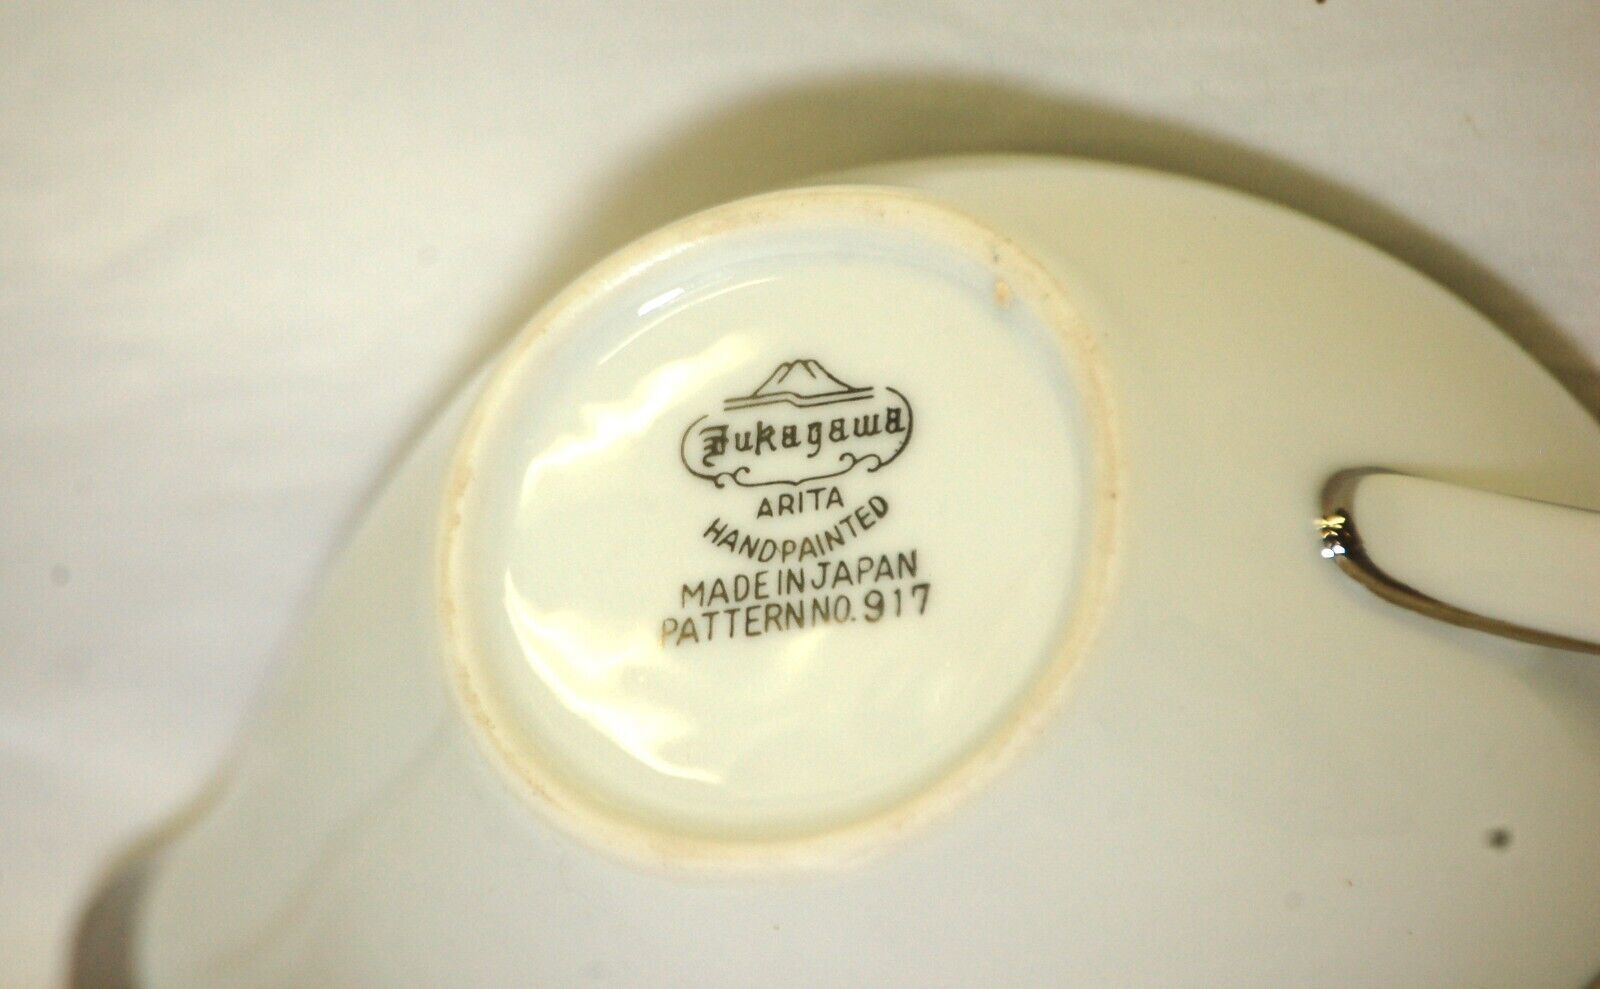 Fukagawa
ARITA
HANDPAINTED
MADE IN JAPAN
PATTERN NO. 917